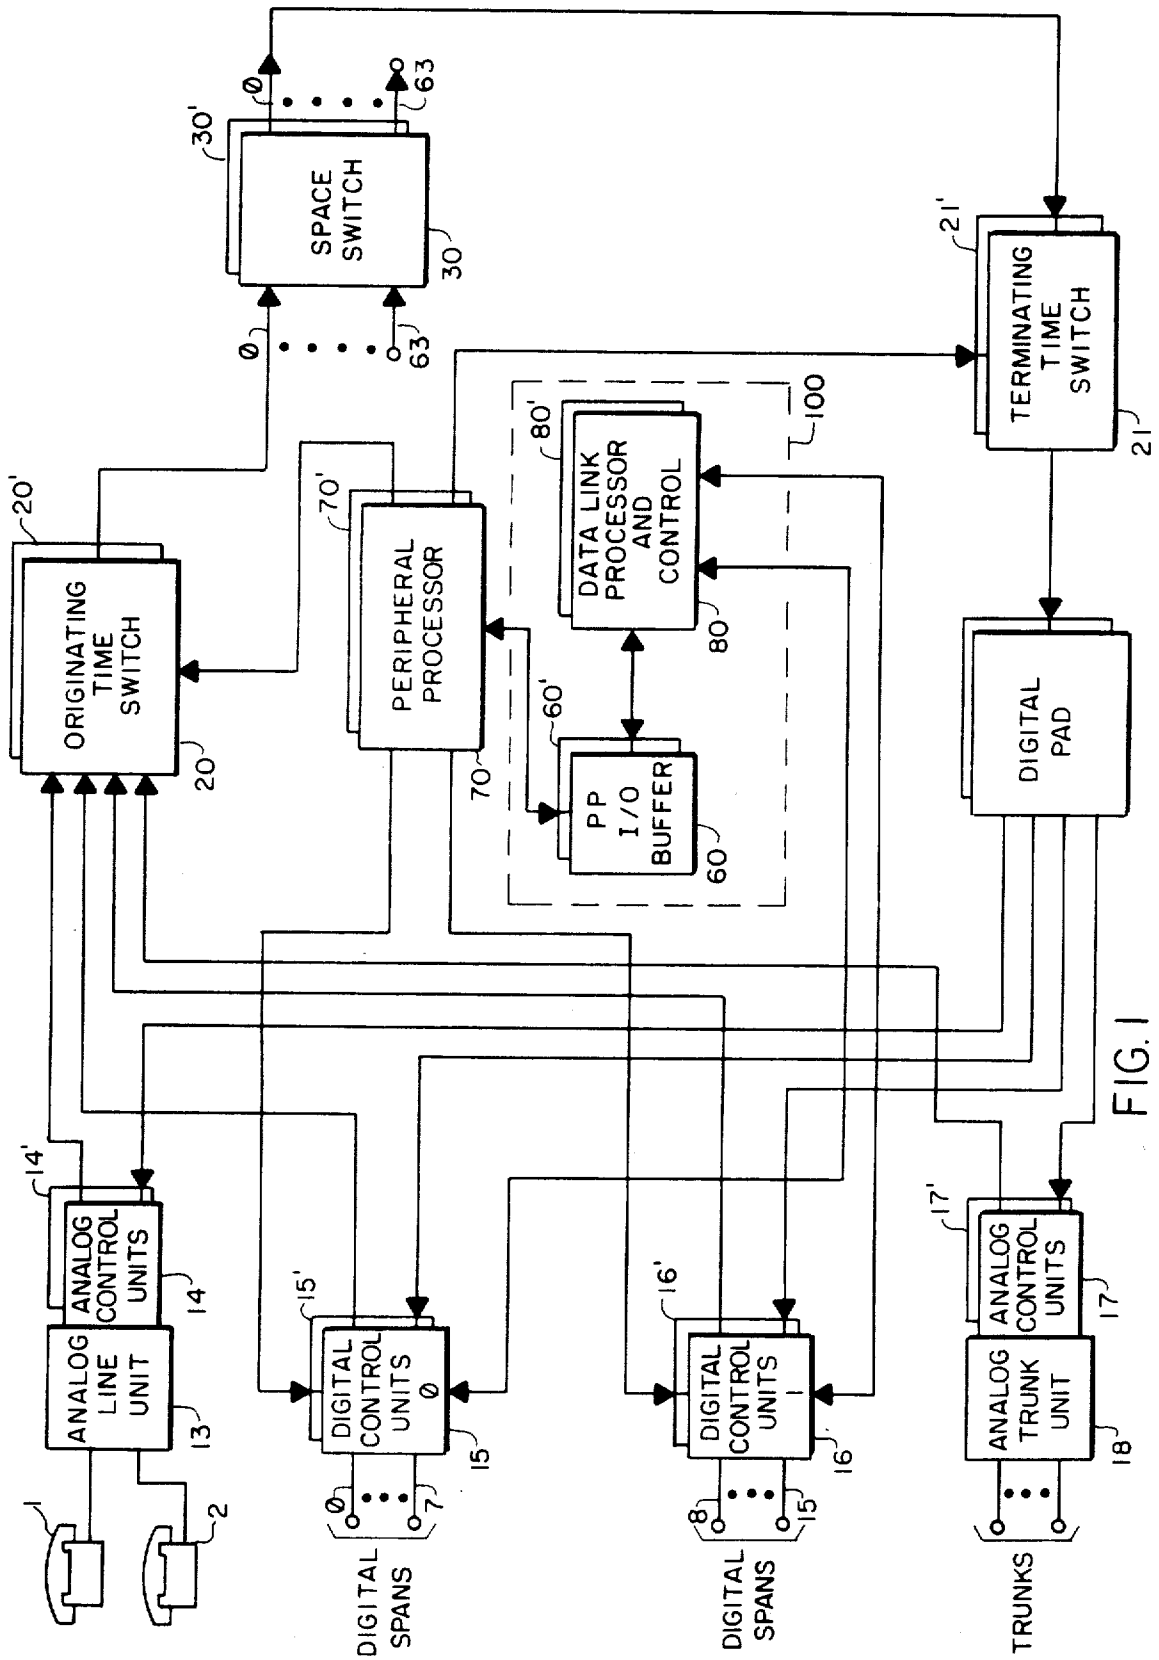 1
2
13
ANALOG
LINE
UNIT
14'
ANALOG
CONTROL
UNITS
14
20'
ORIGINATING
TIME
SWITCH
20
0
63
30'
SPACE
SWITCH
30
0
63
DIGITAL
SPANS
0
7
15'
DIGITAL
CONTROL
UNITS
0
15
70'
PERIPHERAL
PROCESSOR
70
60'
PP
I/O
BUFFER
60
80'
DATA LINK
PROCESSOR
AND
CONTROL
80
100
DIGITAL
SPANS
8
15
16'
DIGITAL
CONTROL
UNITS
1
16
TRUNKS
ANALOG
TRUNK
UNIT
18
17'
ANALOG
CONTROL
UNITS
17
DIGITAL
PAD
21'
TERMINATING
TIME
SWITCH
21
FIG. 1